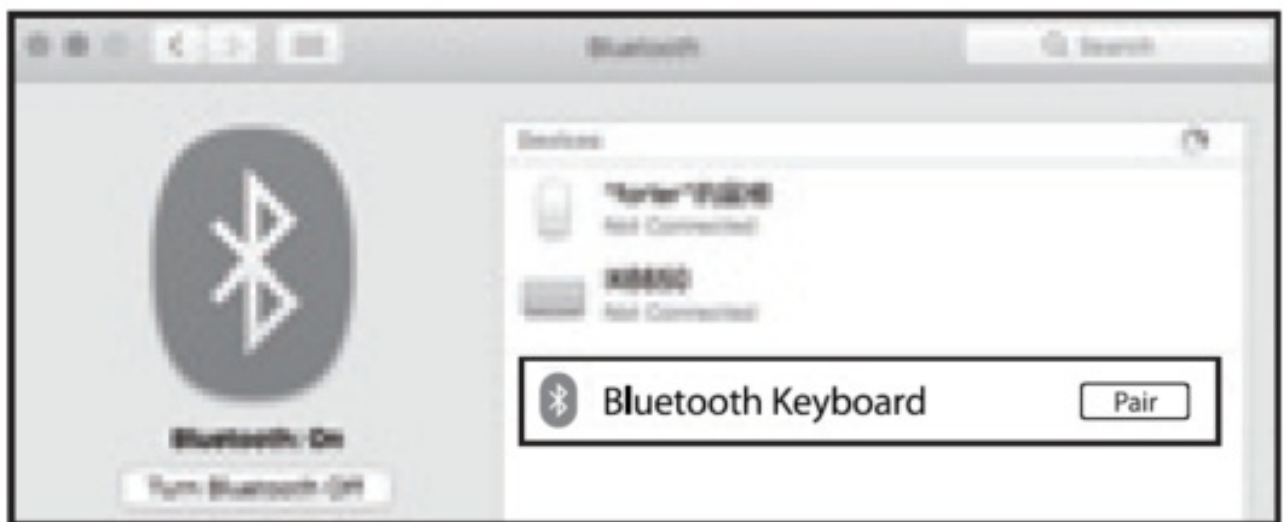 Bluetooth
Search
Devices
Not Connected
Not Connected
Bluetooth Keyboard
Pair
Bluetooth: On
Turn Bluetooth Off